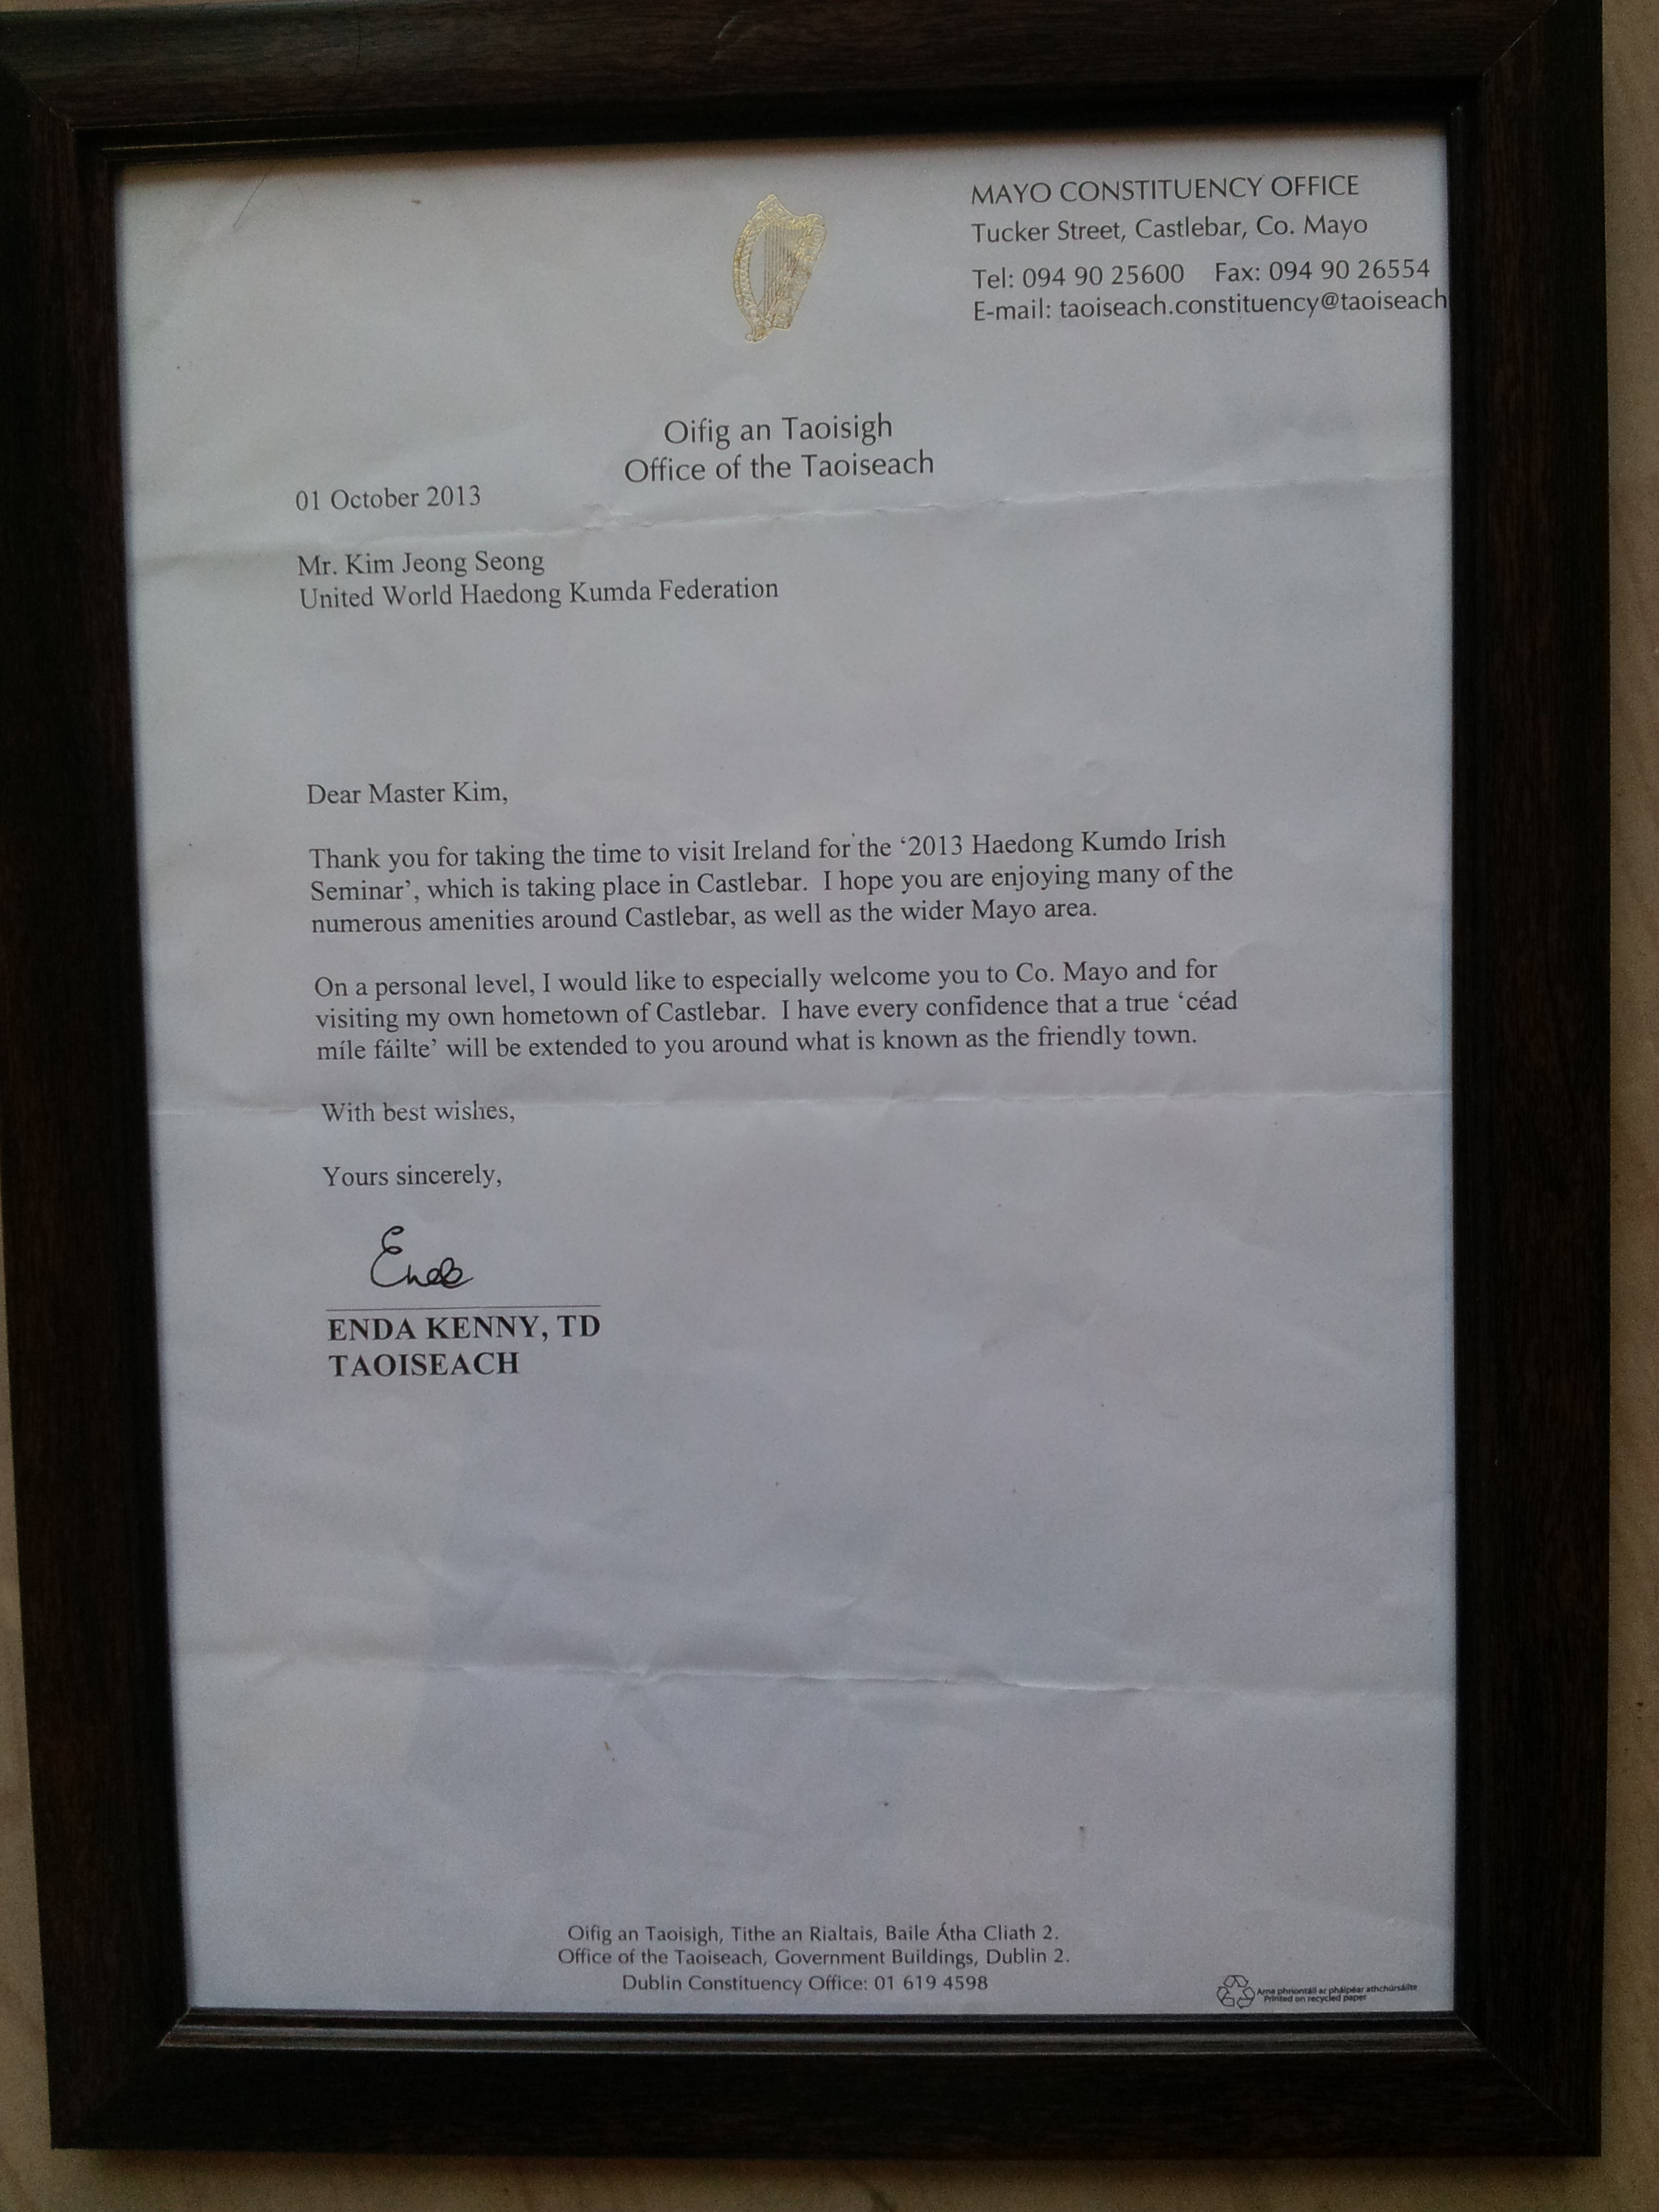 MAYO CONSTITUENCY OFFICE
Tucker Street, Castlebar, Co. Mayo
Tel: 094 90 25600 Fax: 094 90 26554
E-mail: taoiseach.constituency@taoiseach
Oifig an Taoisigh
Office of the Taoiseach
01 October 2013
Mr. Kim Jeong Seong
United World Haedong Kumda Federation
Dear Master Kim,
Thank you for taking the time to visit Ireland for the ‘2013 Haedong Kumdo Irish
Seminar’, which is taking place in Castlebar. I hope you are enjoying many of the
numerous amenities around Castlebar, as well as the wider Mayo area.
On a personal level, I would like to especially welcome you to Co. Mayo and for
visiting my own hometown of Castlebar. I have every confidence that a true ‘céad
míle fáilte’ will be extended to you around what is known as the friendly town.
With best wishes,
Yours sincerely,
Enda
ENDA KENNY, TD
TAOISEACH
Oifig an Taoisigh, Tithe an Rialtais, Baile Átha Cliath 2.
Office of the Taoiseach, Government Buildings, Dublin 2.
Dublin Constituency Office: 01 619 4598
Arna phriontáil ar pháipéar athchúrsáilte
Printed on recycled paper